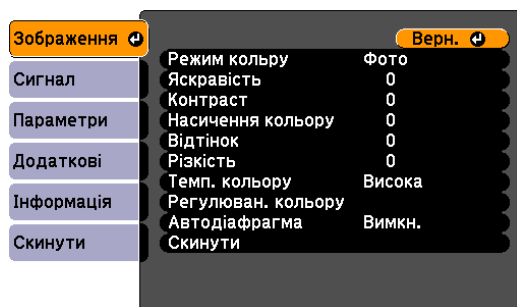 Зображення
Сигнал
Параметри
Додаткові
Інформація
Скинути
Верн.
Режим кольру Фото
Яскравість 0
Контраст 0
Насичення кольору 0
Відтінок 0
Різкість 0
Темп. кольору Висока
Регулюван. кольору
Автодіафрагма Вимкн.
Скинути